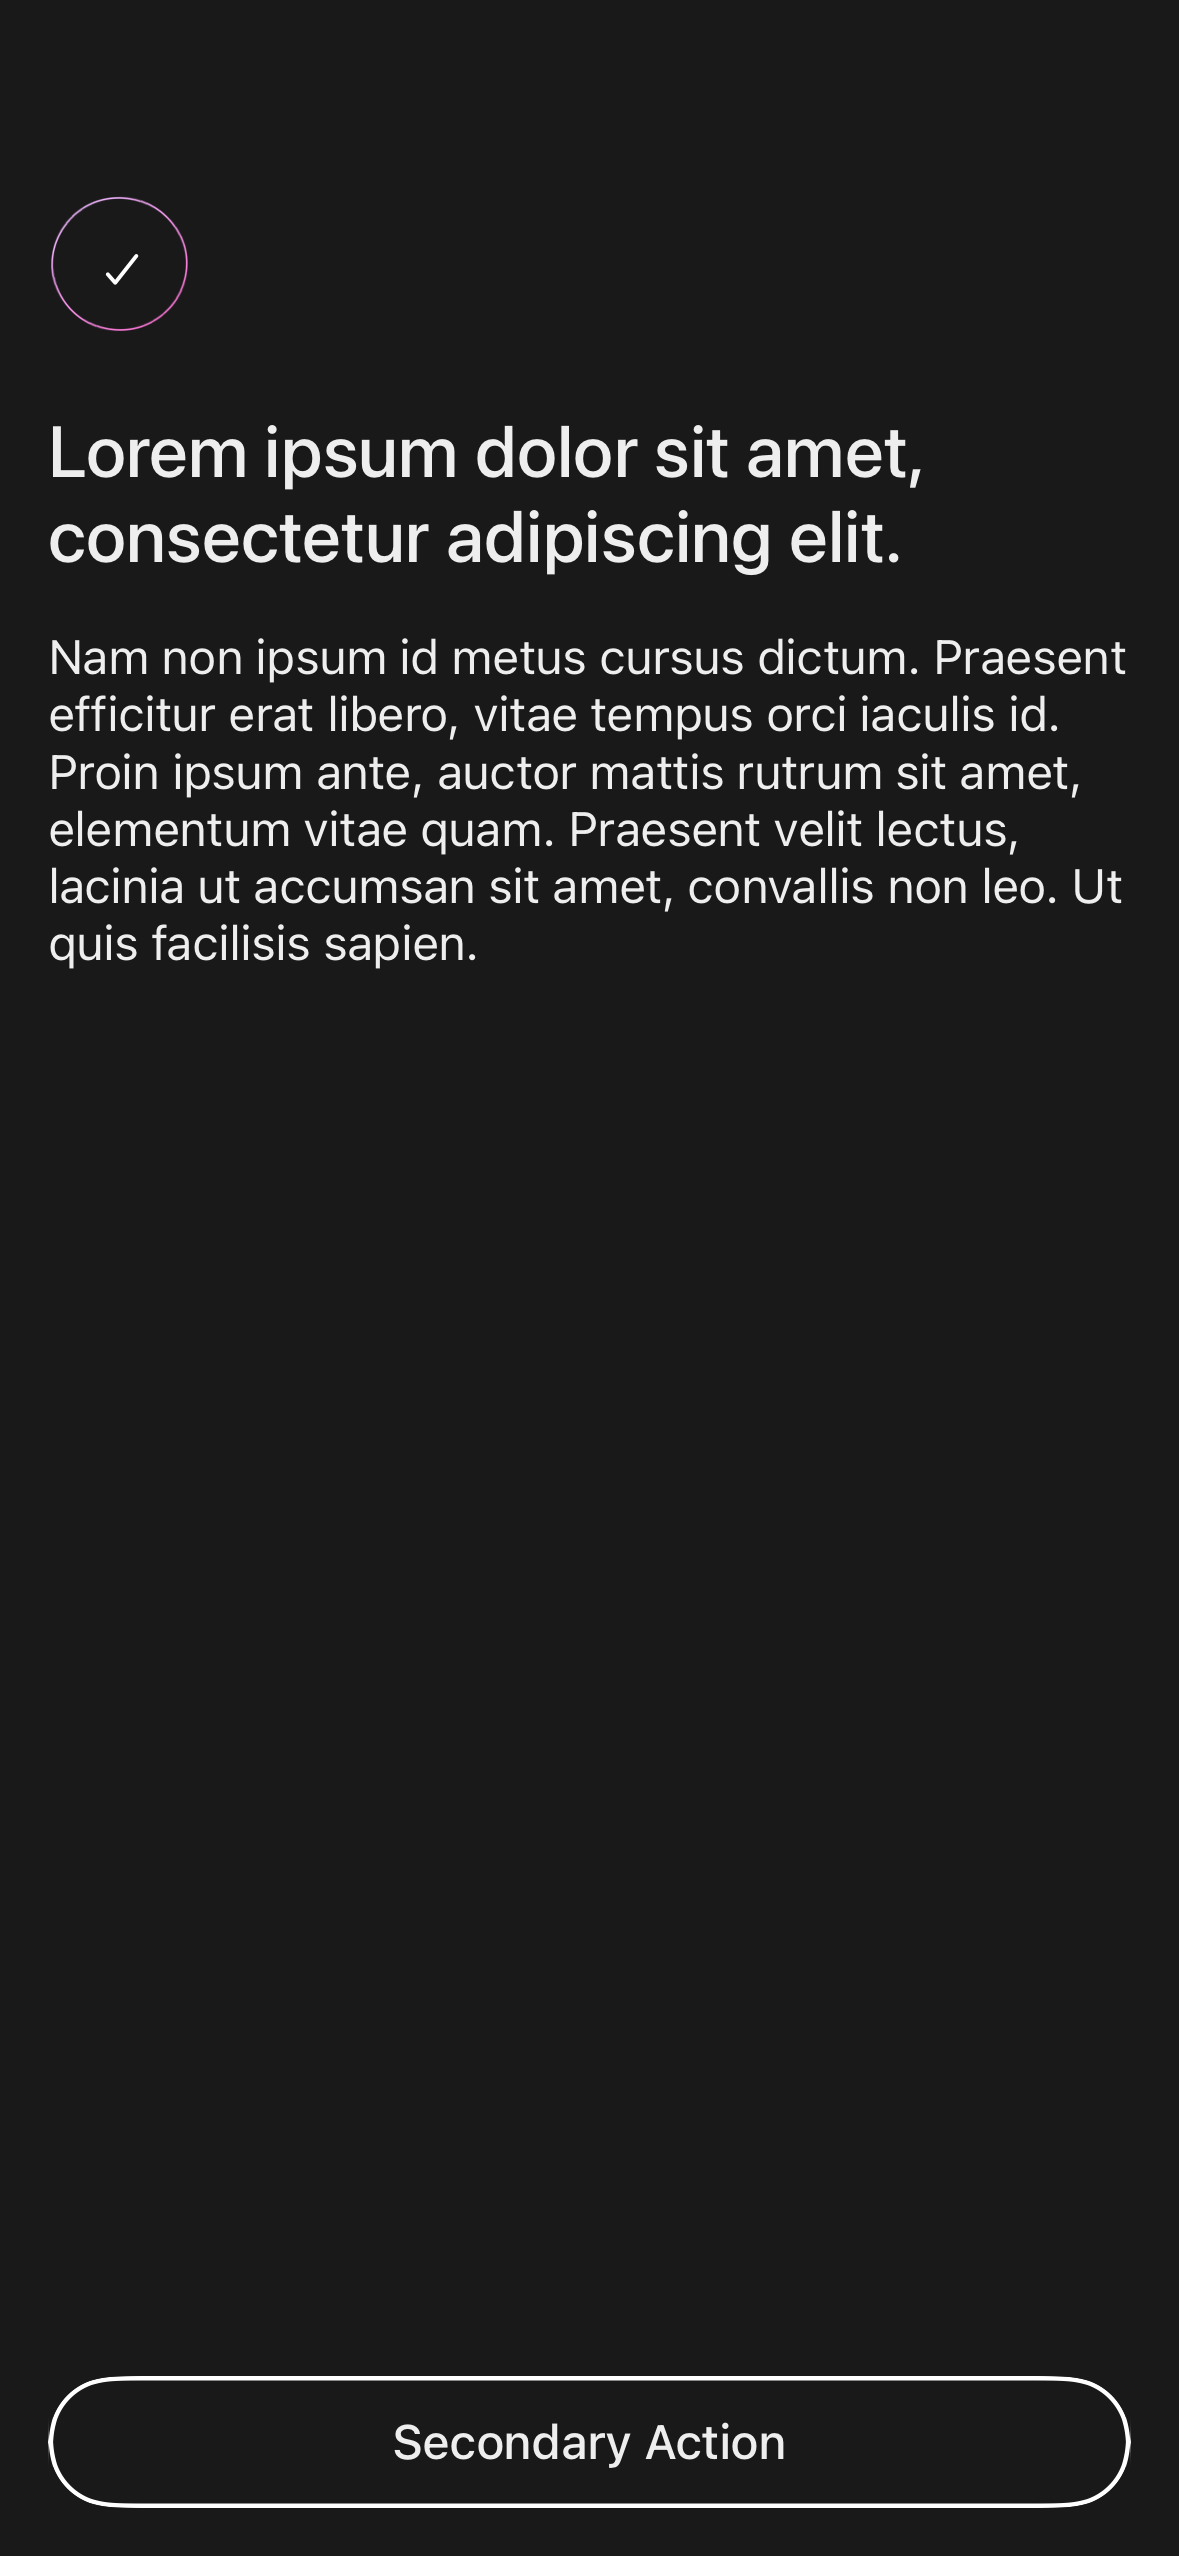 Lorem ipsum dolor sit amet,
consectetur adipiscing elit.
Nam non ipsum id metus cursus dictum. Praesent
efficitur erat libero, vitae tempus orci iaculis id.
Proin ipsum ante, auctor mattis rutrum sit amet,
elementum vitae quam. Praesent velit lectus,
lacinia ut accumsan sit amet, convallis non leo. Ut
quis facilisis sapien.
Secondary Action